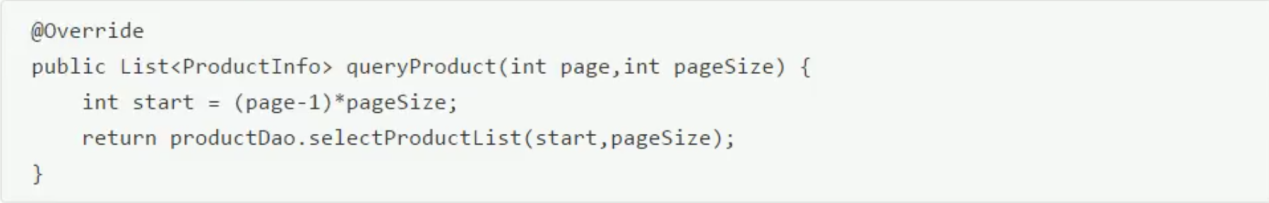 @Override
public List<ProductInfo> queryProduct(int page,int pageSize) {
    int start = (page-1)*pageSize;
    return productDao.selectProductList(start,pageSize);
}